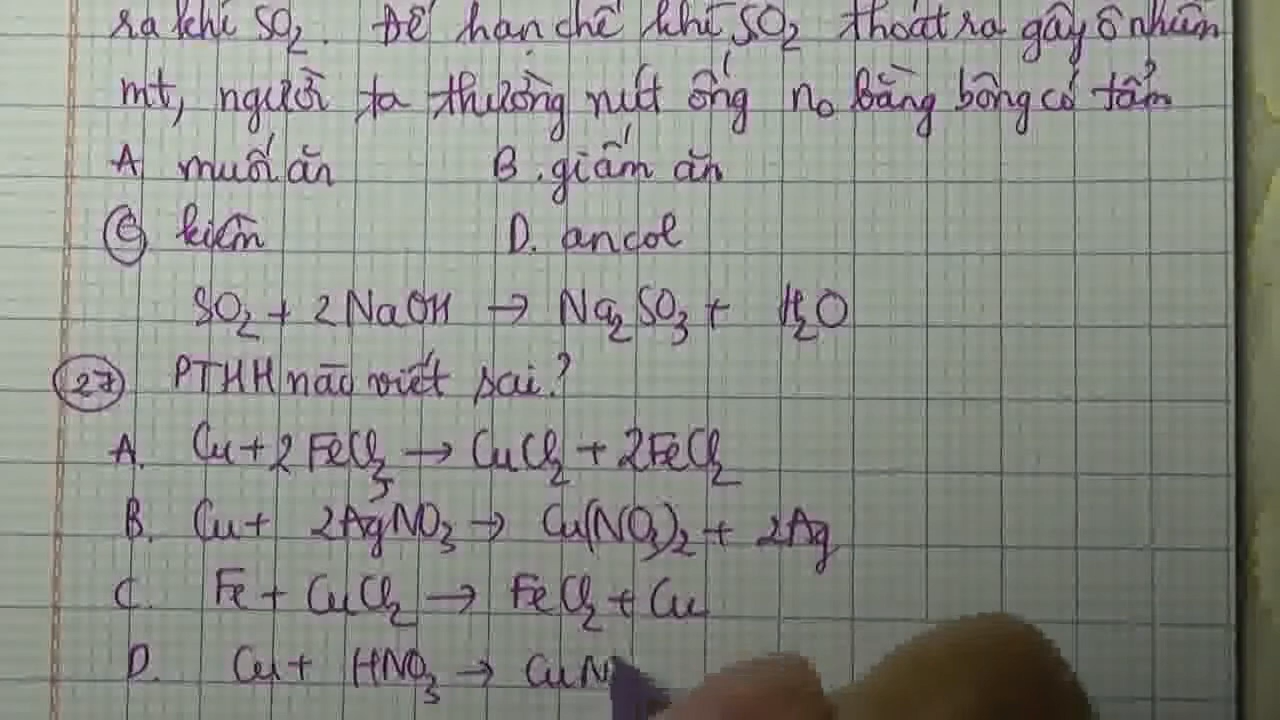 ra khí SO2. Để hạn chế khí SO2 thoát ra gây ô nhiễm
mt, người ta thường nút ống no bằng bông có tẩm
A muối ăn B. giấm ăn
C kiềm D. ancol
SO2 + 2NaOH → Na2SO3 + H2O
27 PTHH nào viết sai?
A. Cu + 2FeCl3 → CuCl2 + 2FeCl2
B. Cu + 2AgNO3 → Cu(NO3)2 + 2Ag
C. Fe + CuCl2 → FeCl2 + Cu
D. Cu + HNO3 → CuN